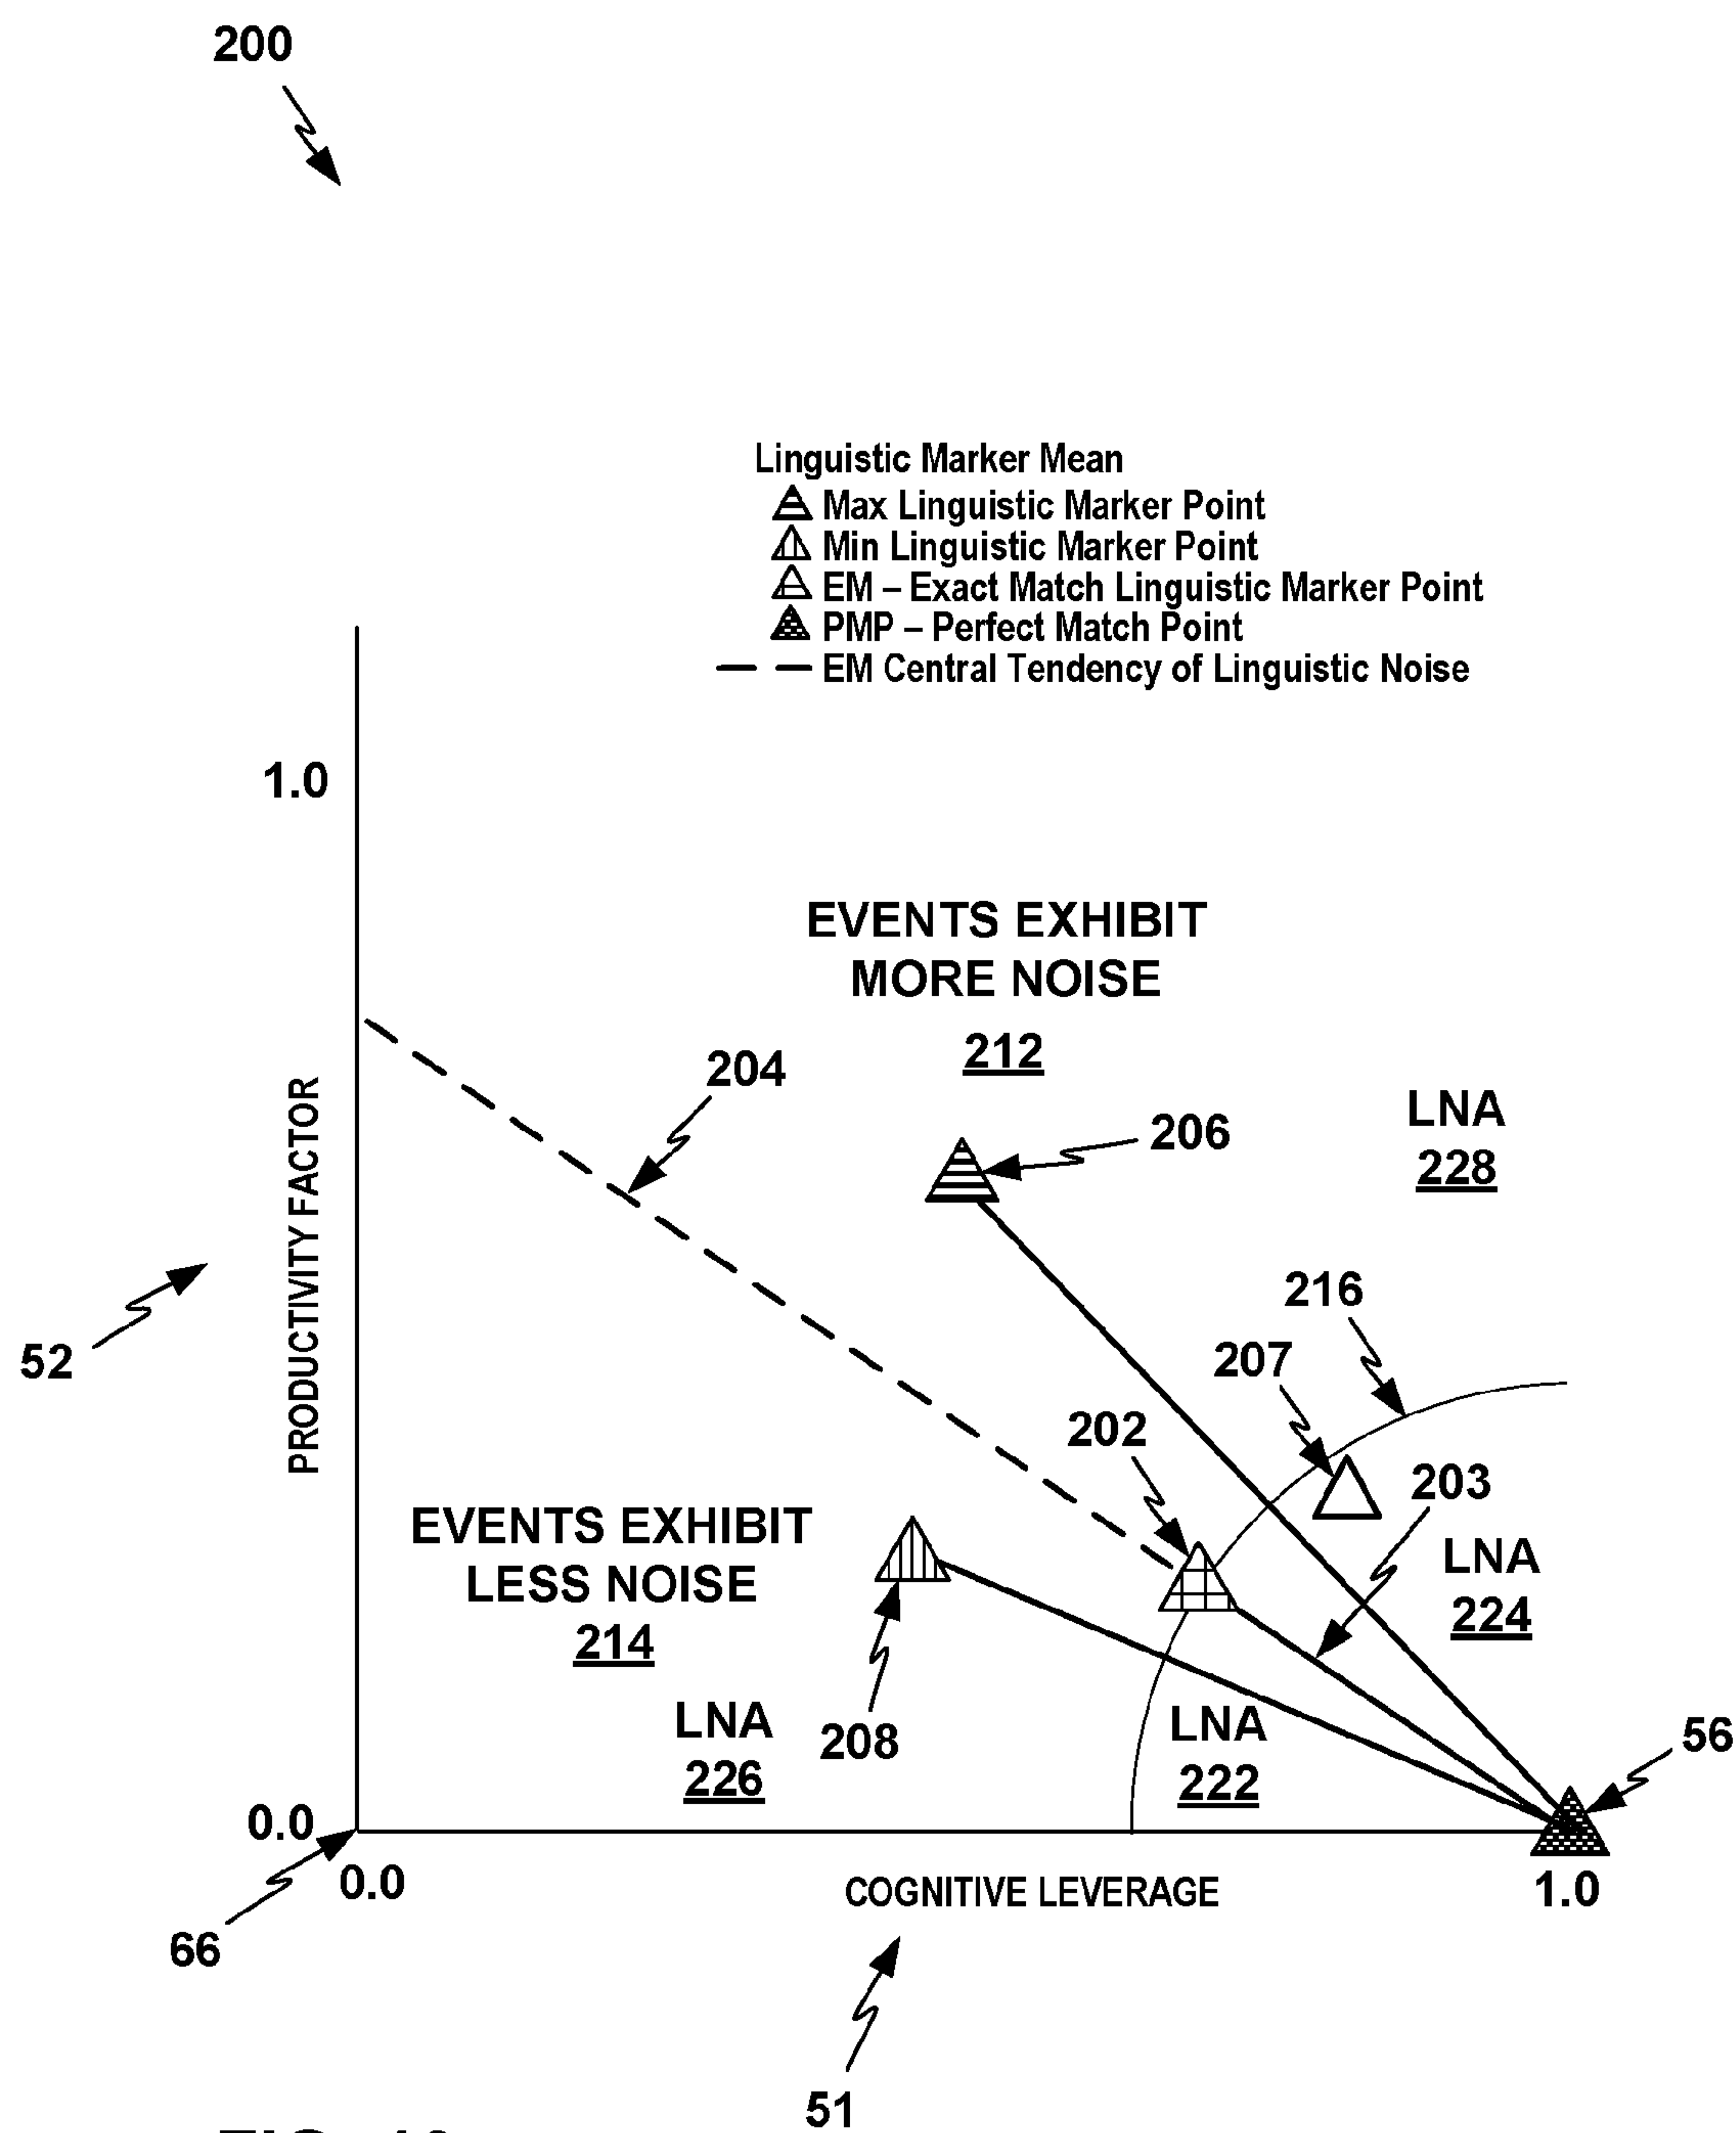 200
Linguistic Marker Mean
Max Linguistic Marker Point
Min Linguistic Marker Point
EM – Exact Match Linguistic Marker Point
PMP – Perfect Match Point
EM Central Tendency of Linguistic Noise
1.0
EVENTS EXHIBIT
MORE NOISE
212
204
206
LNA
228
PRODUCTIVITY FACTOR
52
216
207
202
203
EVENTS EXHIBIT
LESS NOISE
214
LNA
224
LNA
226
208
LNA
222
56
0.0
0.0
COGNITIVE LEVERAGE
1.0
66
51